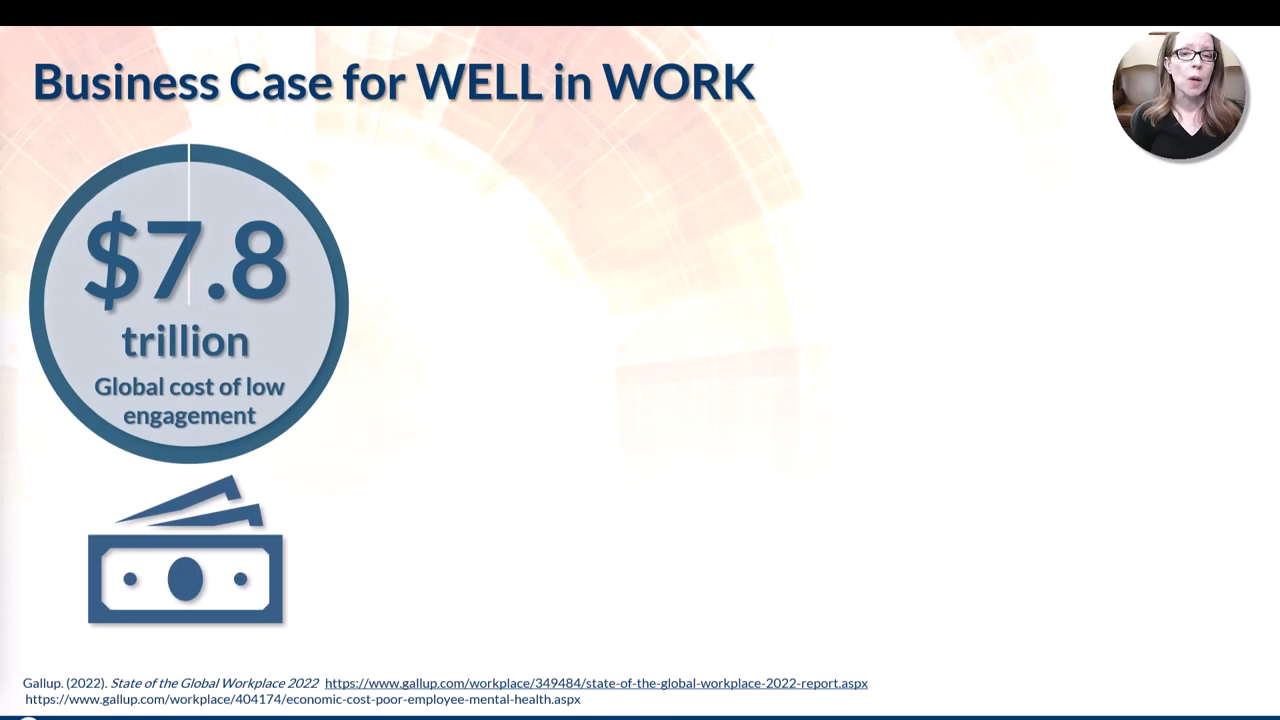 Business Case for WELL in WORK
$7.8
trillion
Global cost of low
engagement
Gallup. (2022). State of the Global Workplace 2022 https://www.gallup.com/workplace/349484/state-of-the-global-workplace-2022-report.aspx
https://www.gallup.com/workplace/404174/economic-cost-poor-employee-mental-health.aspx